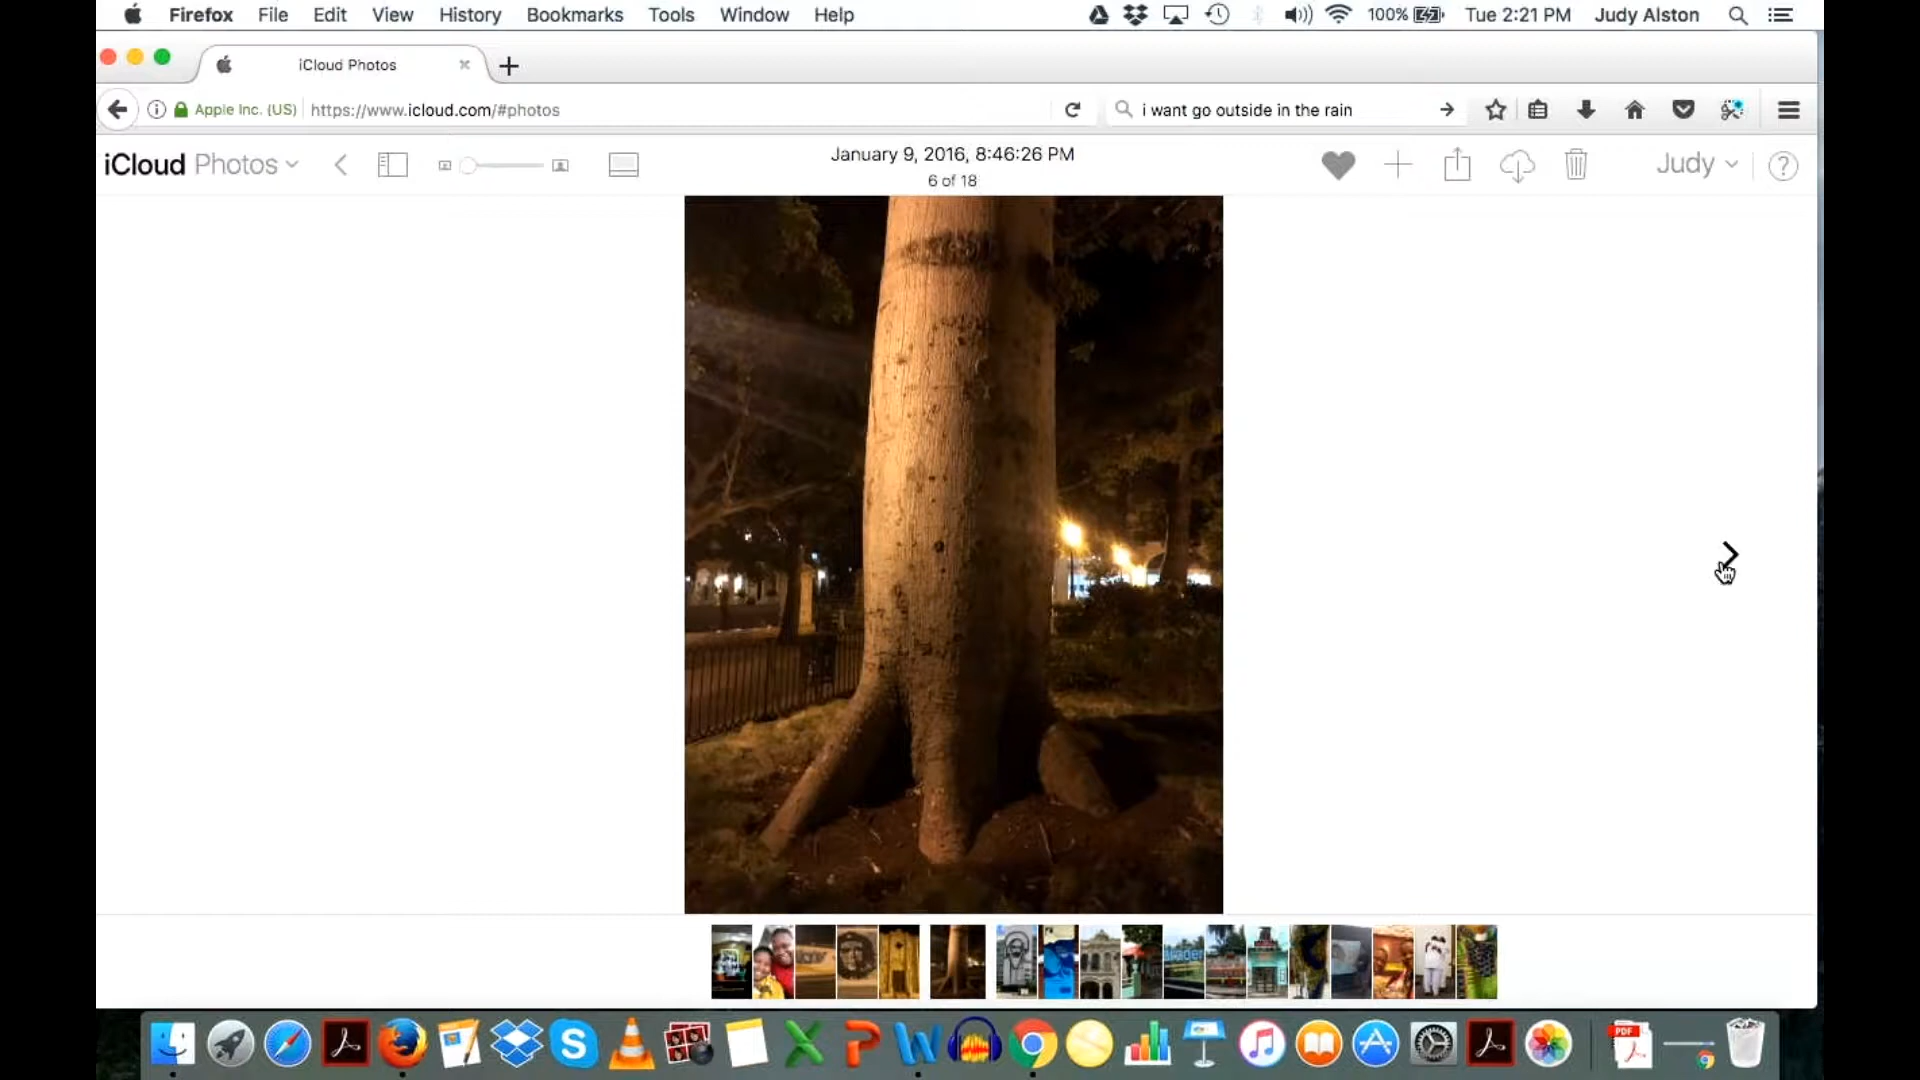 Firefox File Edit View History Bookmarks Tools Window Help 100% Tue 2:21 PM Judy Alston
iCloud Photos
Apple Inc. (US) https://www.icloud.com/#photos i want go outside in the rain
iCloud Photos January 9, 2016, 8:46:26 PM Judy
6 of 18
PDF